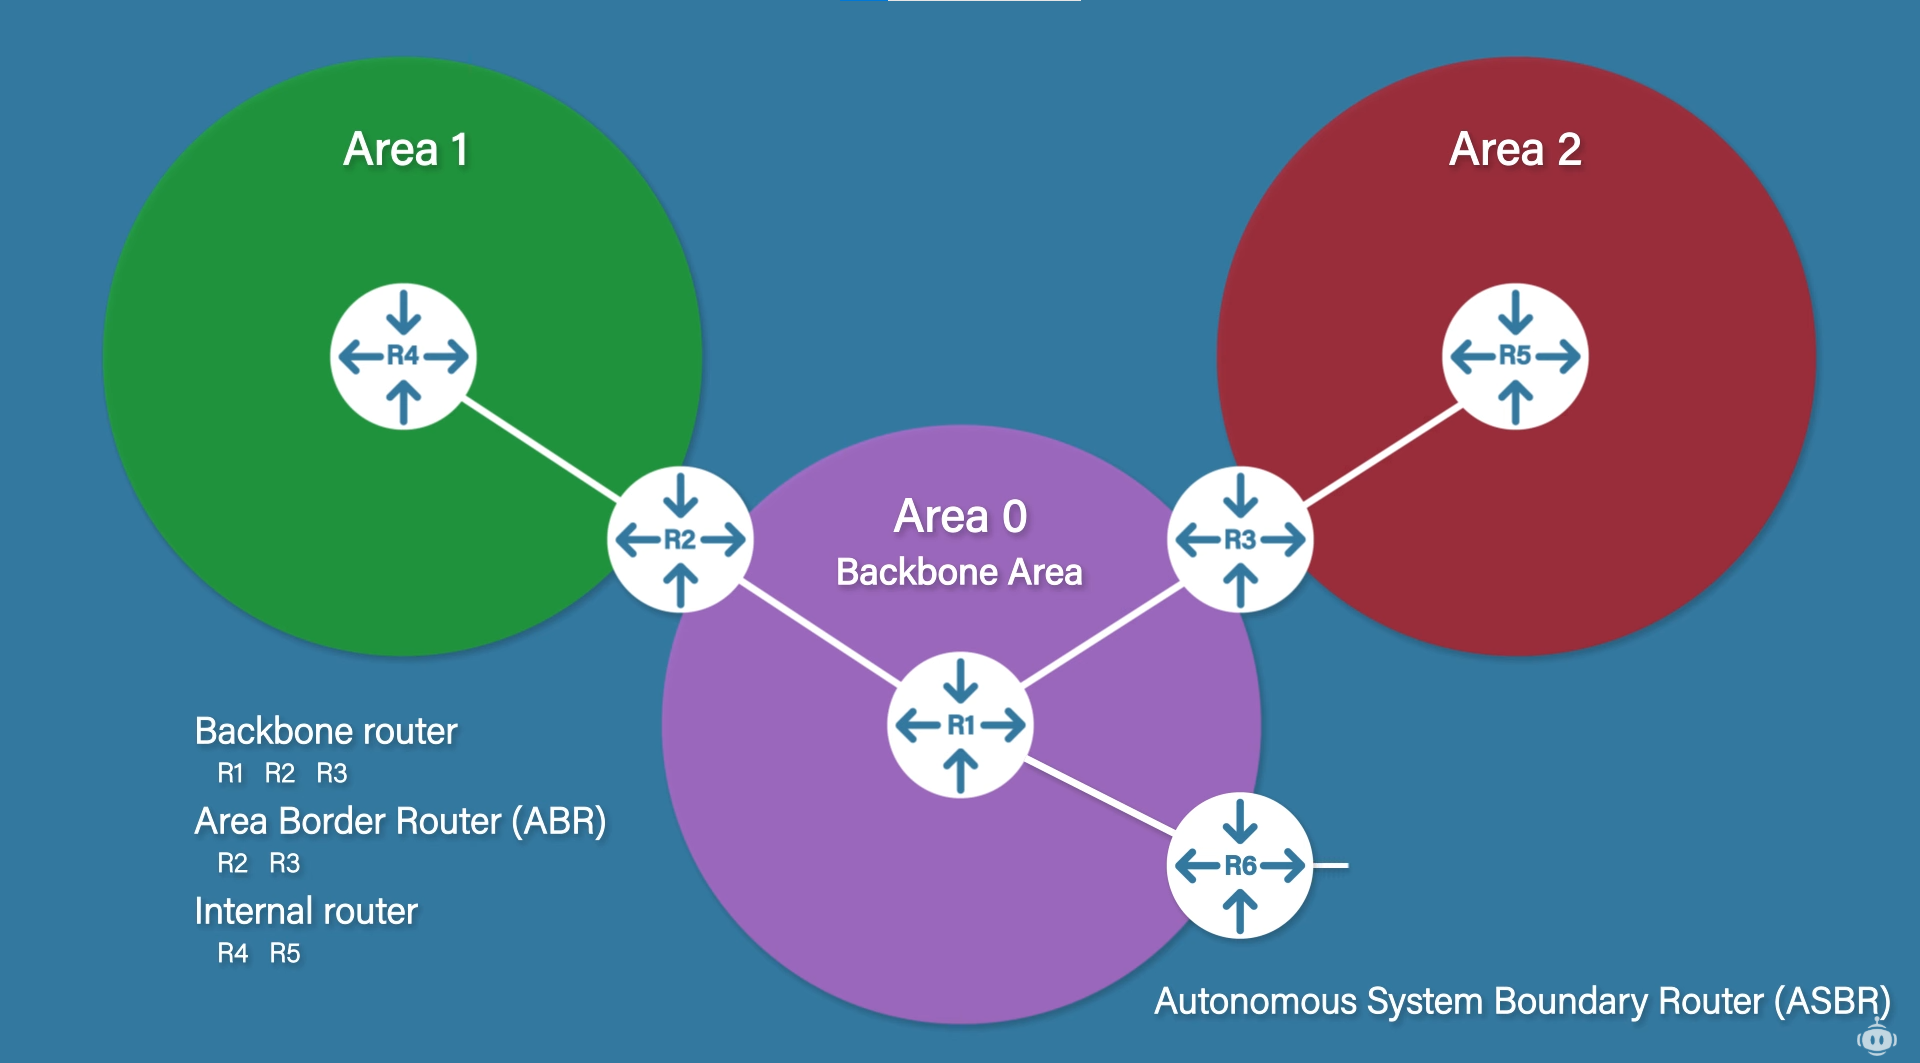 Area 1
Area 2
R4
R5
Area 0
Backbone Area
R2
R3
R1
R6
Backbone router
R1 R2 R3
Area Border Router (ABR)
R2 R3
Internal router
R4 R5
Autonomous System Boundary Router (ASBR)